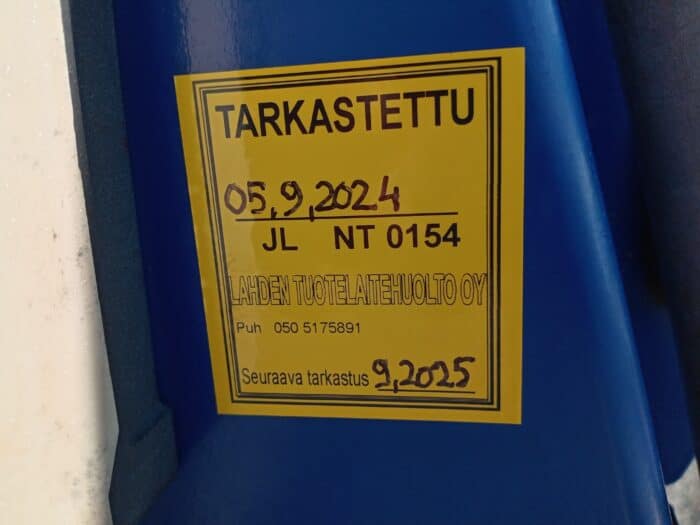 TARKASTETTU
05.9.2024
JL NT 0154
LAHDEN TUOTELAITEHUOLTO OY
Puh 050 5175891
Seuraava tarkastus 9.2025